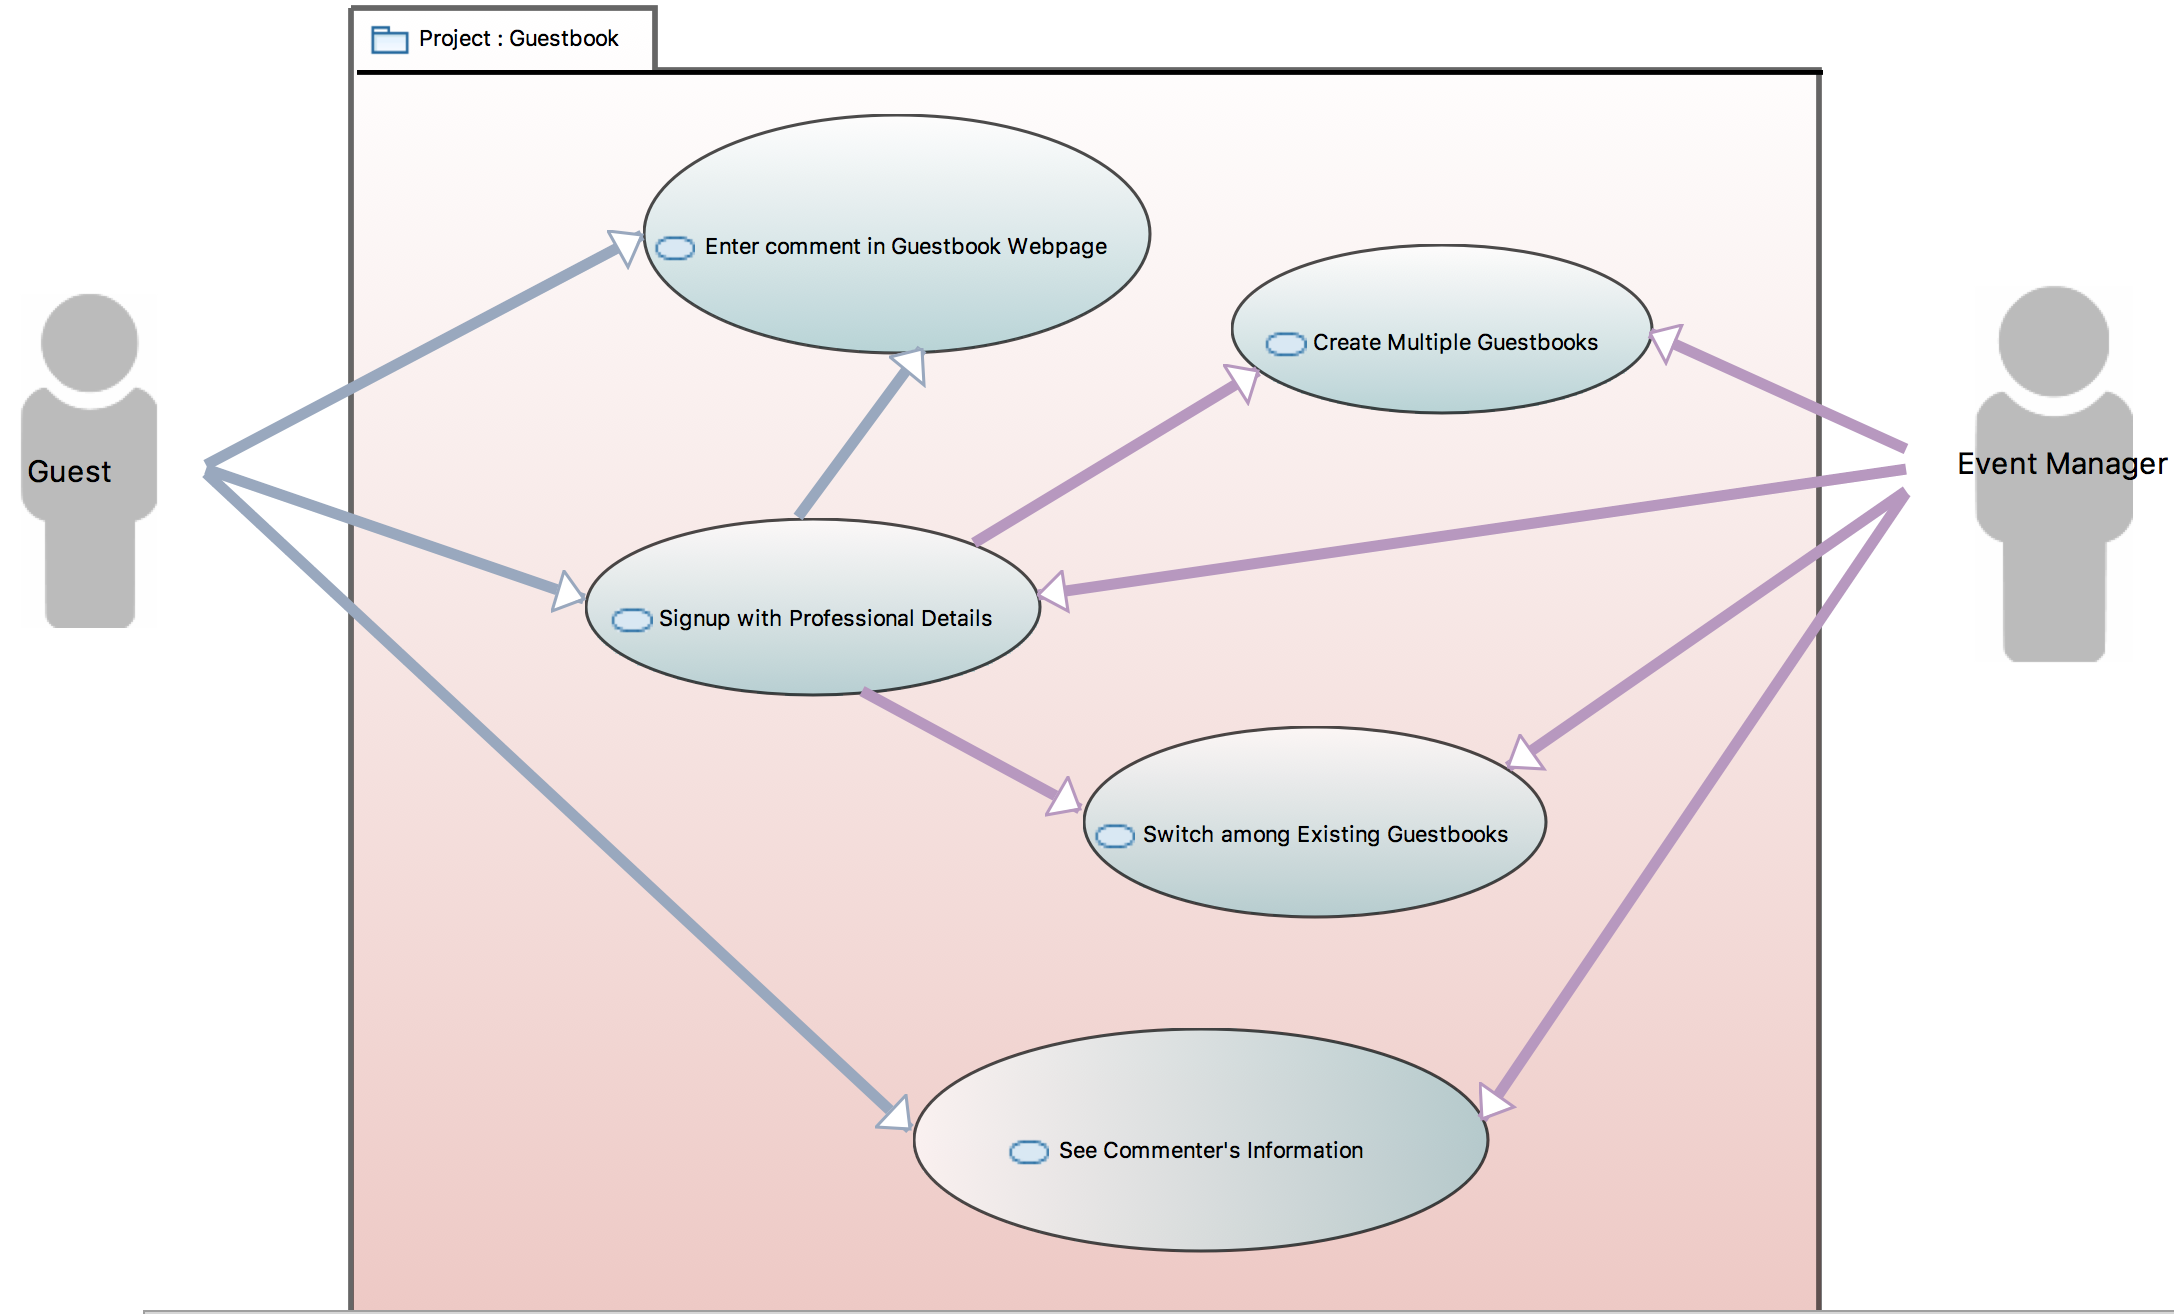 Project : Guestbook
Enter comment in Guestbook Webpage
Create Multiple Guestbooks
Guest
Event Manager
Signup with Professional Details
Switch among Existing Guestbooks
See Commenter's Information